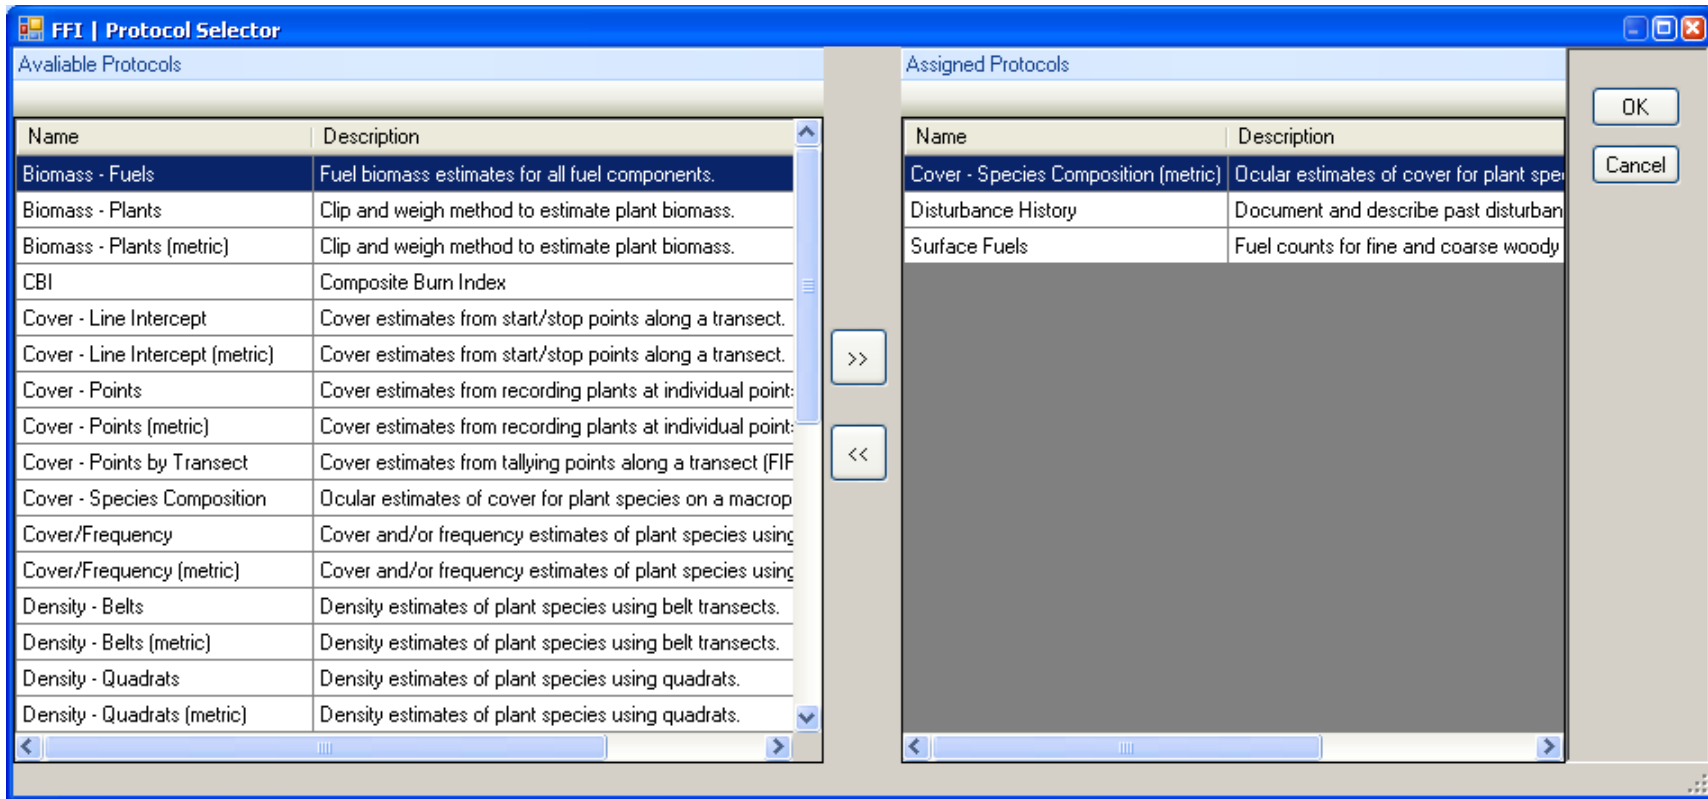 FFI | Protocol Selector
Avaliable Protocols
Name Description
Biomass - Fuels Fuel biomass estimates for all fuel components.
Biomass - Plants Clip and weigh method to estimate plant biomass.
Biomass - Plants (metric) Clip and weigh method to estimate plant biomass.
CBI Composite Burn Index
Cover - Line Intercept Cover estimates from start/stop points along a transect.
Cover - Line Intercept (metric) Cover estimates from start/stop points along a transect.
Cover - Points Cover estimates from recording plants at individual point
Cover - Points (metric) Cover estimates from recording plants at individual point
Cover - Points by Transect Cover estimates from tallying points along a transect (FIF
Cover - Species Composition Ocular estimates of cover for plant species on a macrop
Cover/Frequency Cover and/or frequency estimates of plant species using
Cover/Frequency (metric) Cover and/or frequency estimates of plant species using
Density - Belts Density estimates of plant species using belt transects.
Density - Belts (metric) Density estimates of plant species using belt transects.
Density - Quadrats Density estimates of plant species using quadrats.
Density - Quadrats (metric) Density estimates of plant species using quadrats.
>>
<<
Assigned Protocols
Name Description
Cover - Species Composition (metric) Ocular estimates of cover for plant spe
Disturbance History Document and describe past disturban
Surface Fuels Fuel counts for fine and coarse woody
OK
Cancel